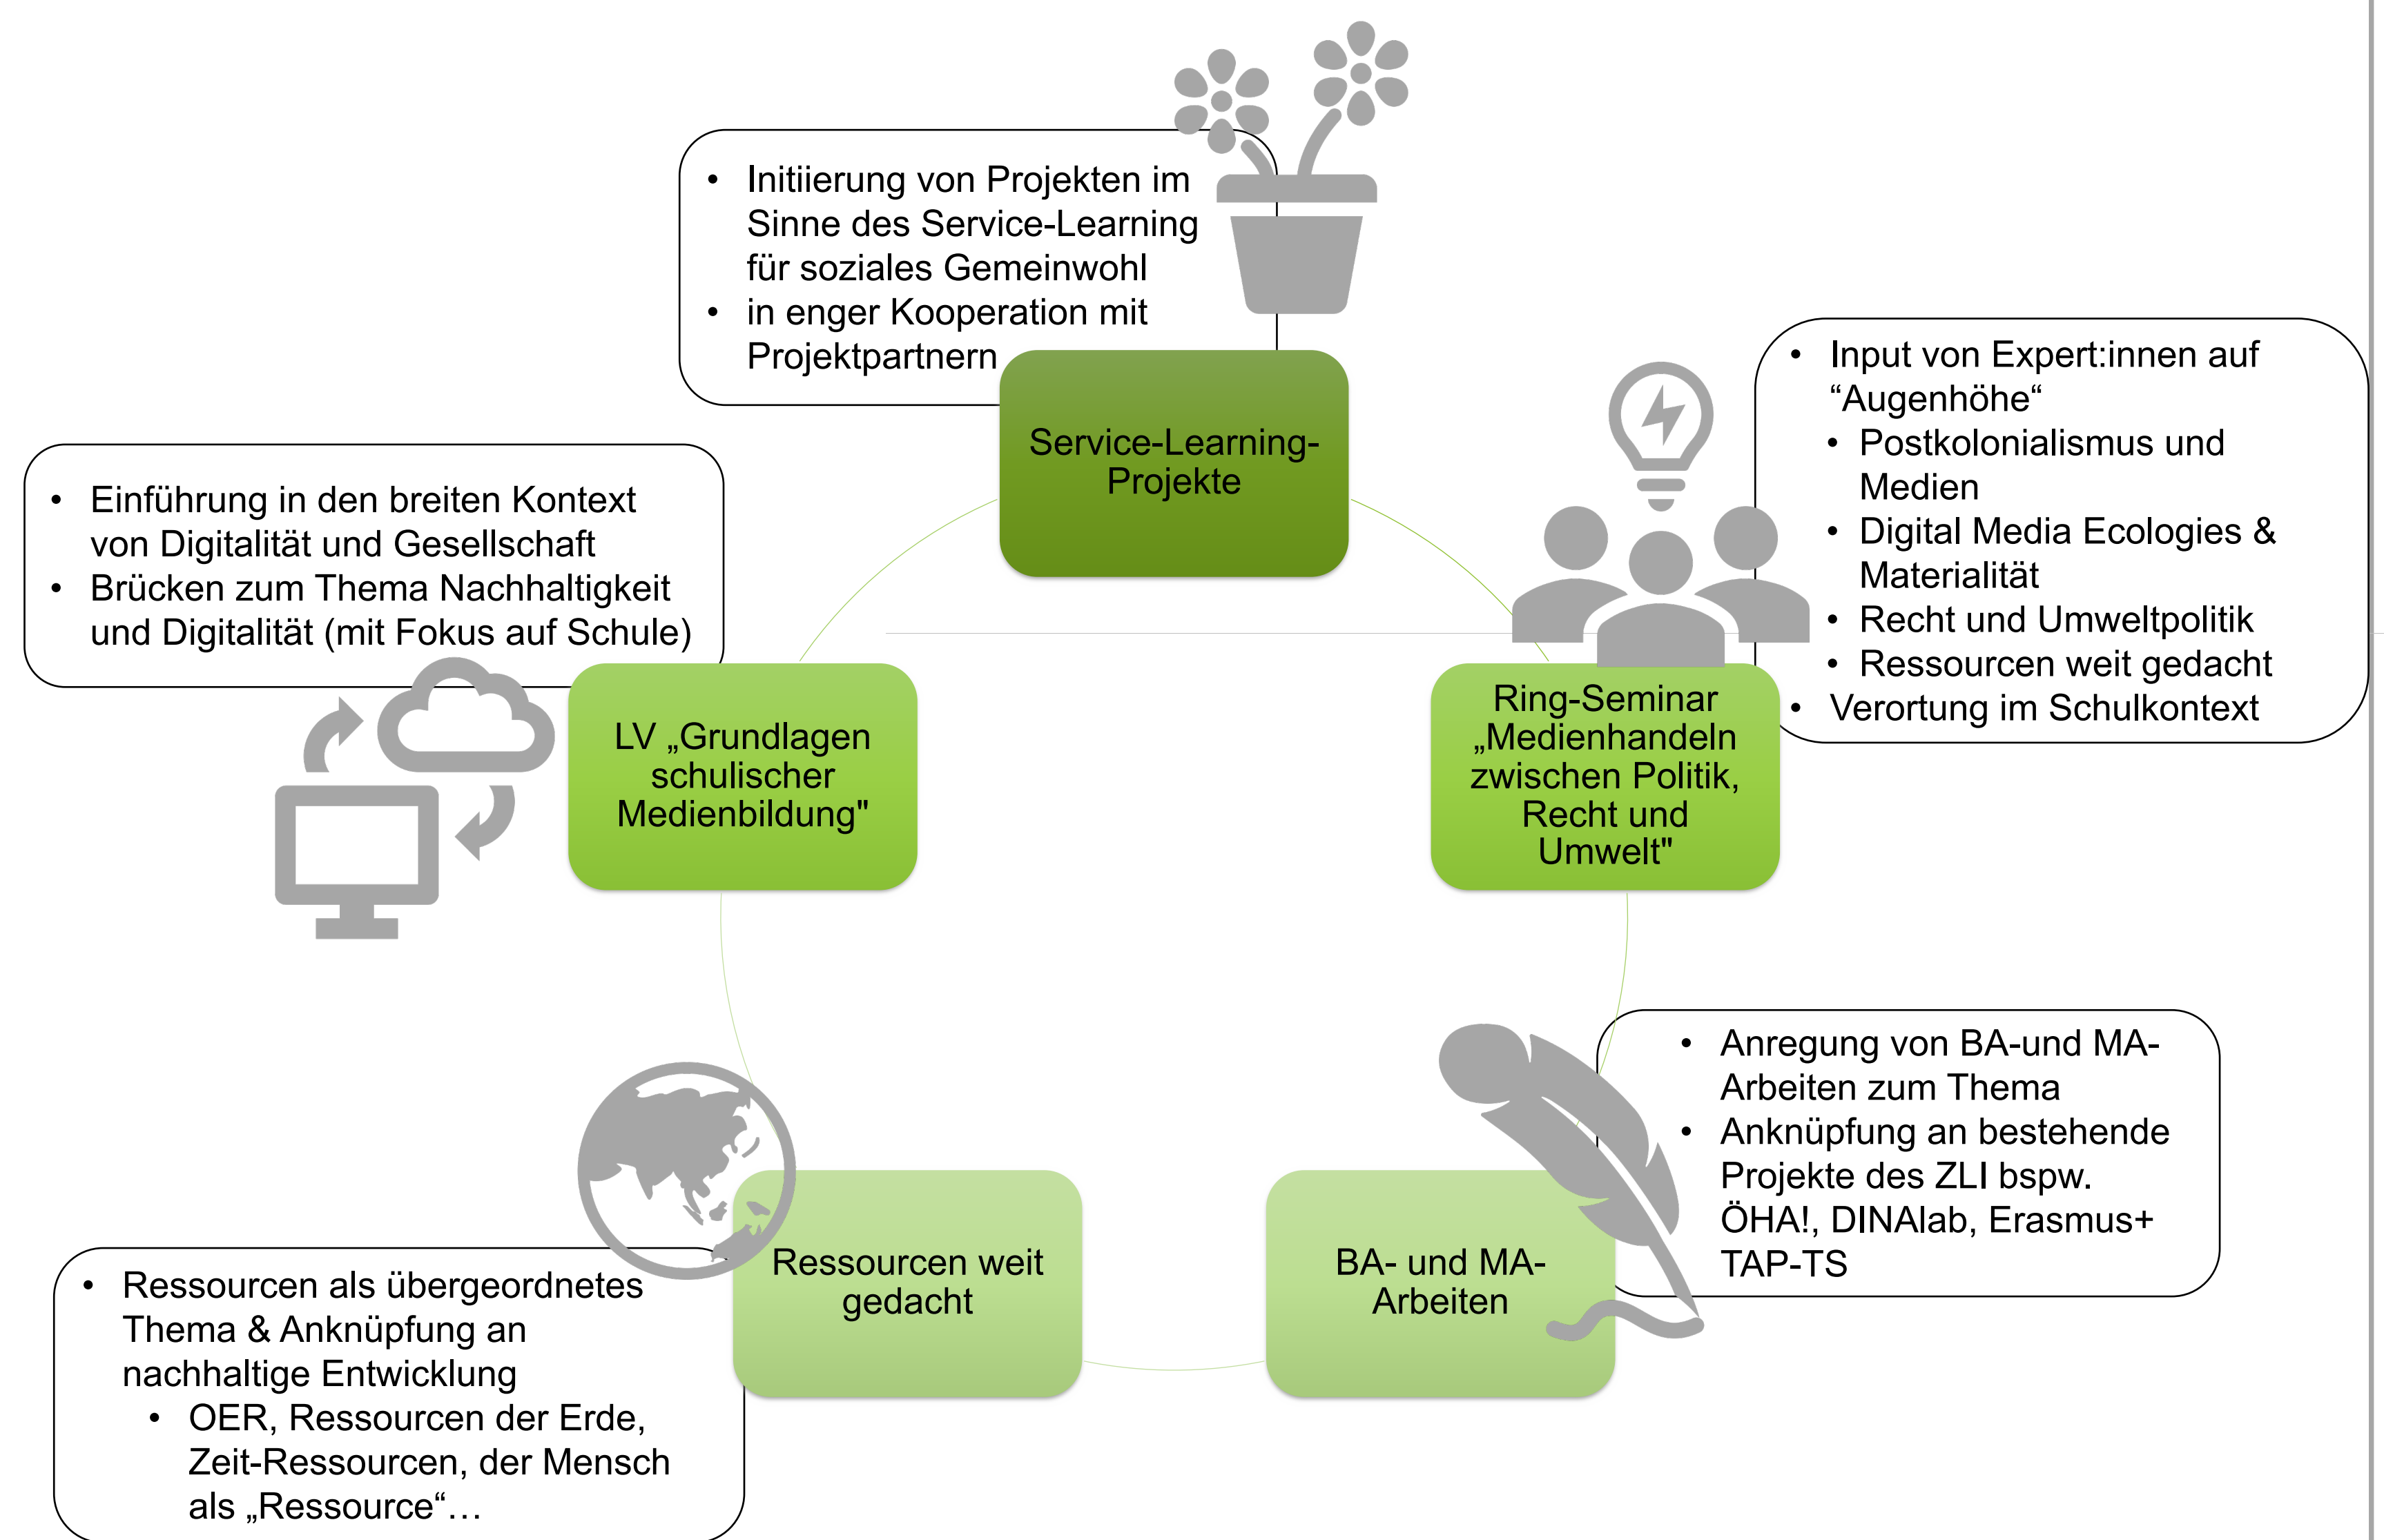 • Initiierung von Projekten im
Sinne des Service-Learning
für soziales Gemeinwohl
• in enger Kooperation mit
Projektpartnern
Service-Learning-
Projekte
• Input von Expert:innen auf
“Augenhöhe“
• Postkolonialismus und
Medien
• Digital Media Ecologies &
Materialität
• Recht und Umweltpolitik
• Ressourcen weit gedacht
• Verortung im Schulkontext
Ring-Seminar
„Medienhandeln
zwischen Politik,
Recht und
Umwelt"
• Anregung von BA-und MA-
Arbeiten zum Thema
• Anknüpfung an bestehende
Projekte des ZLI bspw.
ÖHA!, DINAlab, Erasmus+
TAP-TS
BA- und MA-
Arbeiten
Ressourcen weit
gedacht
• Ressourcen als übergeordnetes
Thema & Anknüpfung an
nachhaltige Entwicklung
• OER, Ressourcen der Erde,
Zeit-Ressourcen, der Mensch
als „Ressource“…
• Einführung in den breiten Kontext
von Digitalität und Gesellschaft
• Brücken zum Thema Nachhaltigkeit
und Digitalität (mit Fokus auf Schule)
LV „Grundlagen
schulischer
Medienbildung"